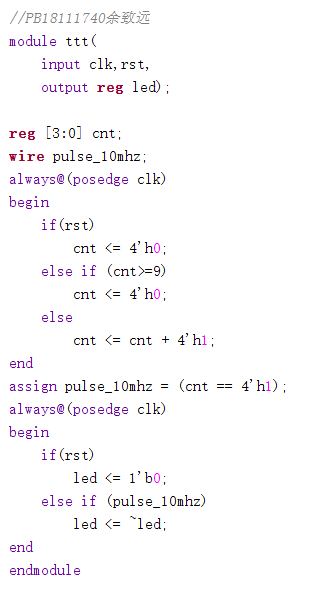 //PB18111740余致远
module ttt(
    input clk,rst,
    output reg led);
reg [3:0] cnt;
wire pulse_10mhz;
always@(posedge clk)
begin
    if(rst)
        cnt <= 4'h0;
    else if (cnt>=9)
        cnt <= 4'h0;
    else
        cnt <= cnt + 4'h1;
end
assign pulse_10mhz = (cnt == 4'h1);
always@(posedge clk)
begin
    if(rst)
        led <= 1'b0;
    else if (pulse_10mhz)
        led <= ~led;
end
endmodule